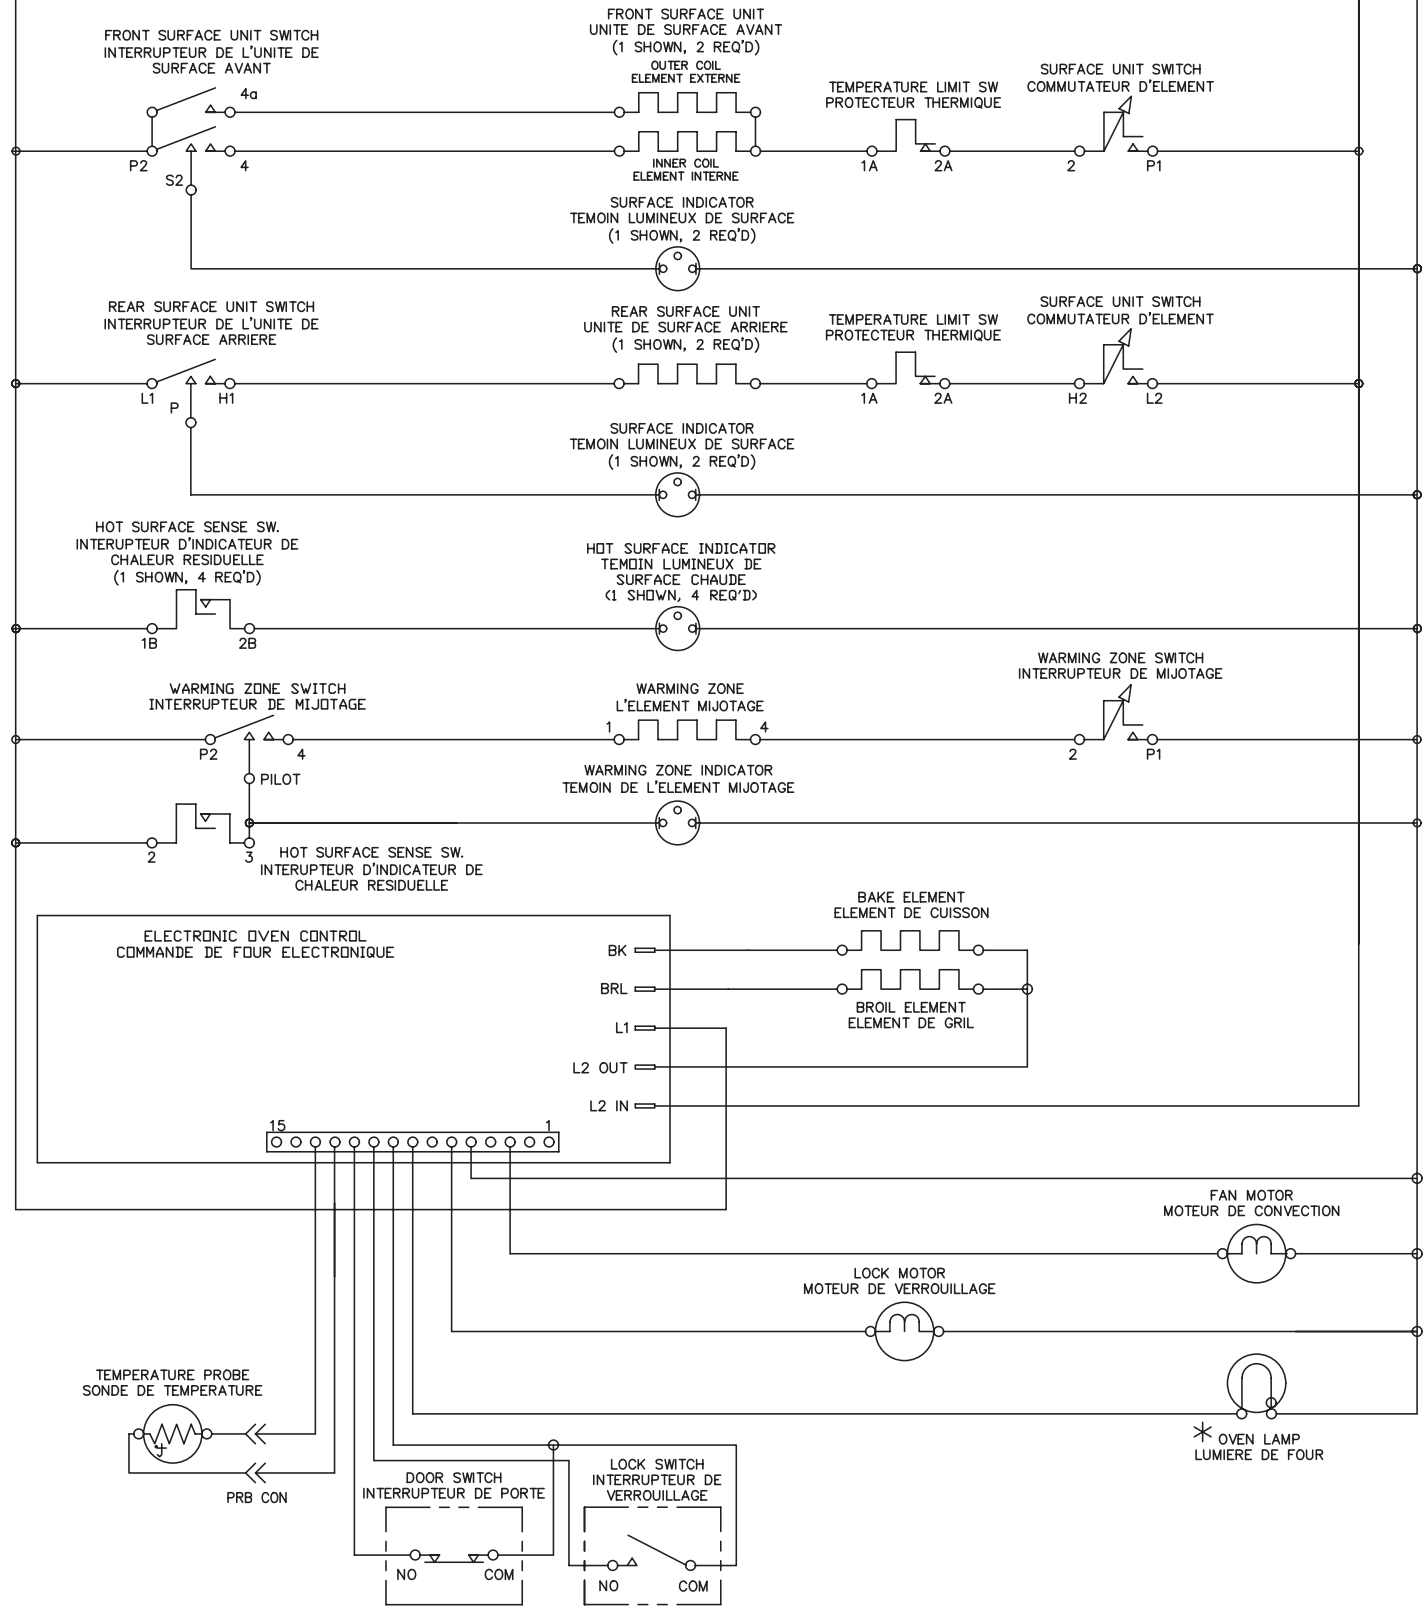 FRONT SURFACE UNIT SWITCH
INTERRUPTEUR DE L'UNITE DE
SURFACE AVANT
FRONT SURFACE UNIT
UNITE DE SURFACE AVANT
(1 SHOWN, 2 REQ'D)
OUTER COIL
ELEMENT EXTERNE
TEMPERATURE LIMIT SW
PROTECTEUR THERMIQUE
SURFACE UNIT SWITCH
COMMUTATEUR D'ELEMENT
4a
P2
4
S2
INNER COIL
ELEMENT INTERNE
1A
2A
2
P1
SURFACE INDICATOR
TEMOIN LUMINEUX DE SURFACE
(1 SHOWN, 2 REQ'D)
REAR SURFACE UNIT SWITCH
INTERRUPTEUR DE L'UNITE DE
SURFACE ARRIERE
REAR SURFACE UNIT
UNITE DE SURFACE ARRIERE
(1 SHOWN, 2 REQ'D)
TEMPERATURE LIMIT SW
PROTECTEUR THERMIQUE
SURFACE UNIT SWITCH
COMMUTATEUR D'ELEMENT
L1
H1
P
1A
2A
H2
L2
SURFACE INDICATOR
TEMOIN LUMINEUX DE SURFACE
(1 SHOWN, 2 REQ'D)
HOT SURFACE SENSE SW.
INTERUPTEUR D'INDICATEUR DE
CHALEUR RESIDUELLE
(1 SHOWN, 4 REQ'D)
HOT SURFACE INDICATOR
TEMOIN LUMINEUX DE
SURFACE CHAUDE
(1 SHOWN, 4 REQ'D)
1B
2B
WARMING ZONE SWITCH
INTERRUPTEUR DE MIJOTAGE
WARMING ZONE
L'ELEMENT MIJOTAGE
WARMING ZONE SWITCH
INTERRUPTEUR DE MIJOTAGE
P2
4
1
4
2
P1
PILOT
WARMING ZONE INDICATOR
TEMOIN DE L'ELEMENT MIJOTAGE
2
3
HOT SURFACE SENSE SW.
INTERUPTEUR D'INDICATEUR DE
CHALEUR RESIDUELLE
ELECTRONIC OVEN CONTROL
COMMANDE DE FOUR ELECTRONIQUE
BAKE ELEMENT
ELEMENT DE CUISSON
BK
BRL
BROIL ELEMENT
ELEMENT DE GRIL
L1
L2 OUT
L2 IN
15
1
FAN MOTOR
MOTEUR DE CONVECTION
LOCK MOTOR
MOTEUR DE VERROUILLAGE
TEMPERATURE PROBE
SONDE DE TEMPERATURE
PRB CON
* OVEN LAMP
LUMIERE DE FOUR
DOOR SWITCH
INTERRUPTEUR DE PORTE
LOCK SWITCH
INTERRUPTEUR DE
VERROUILLAGE
NO
COM
NO
COM